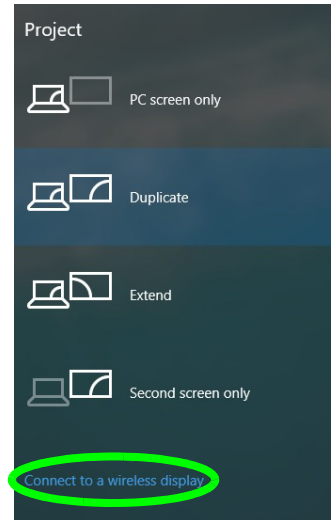 Project
PC screen only
Duplicate
Extend
Second screen only
Connect to a wireless display